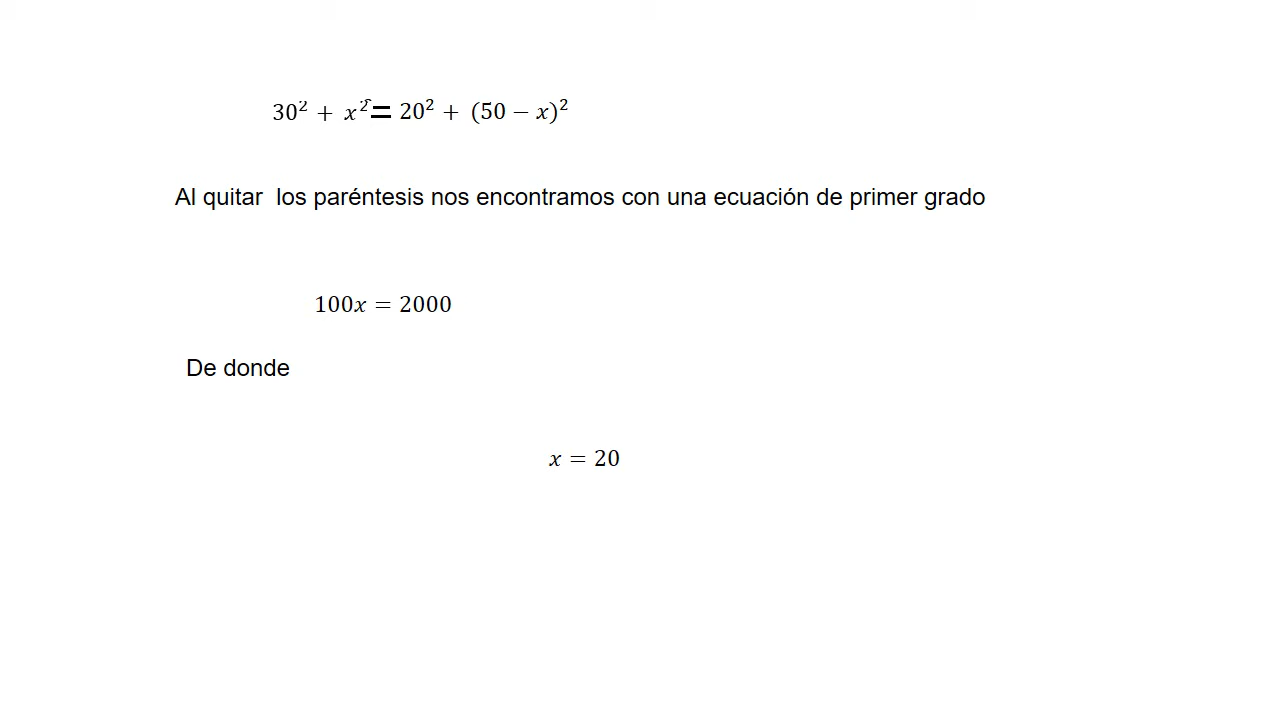 30² + x² = 20² + (50 − x)²
Al quitar los paréntesis nos encontramos con una ecuación de primer grado
100x = 2000
De donde
x = 20